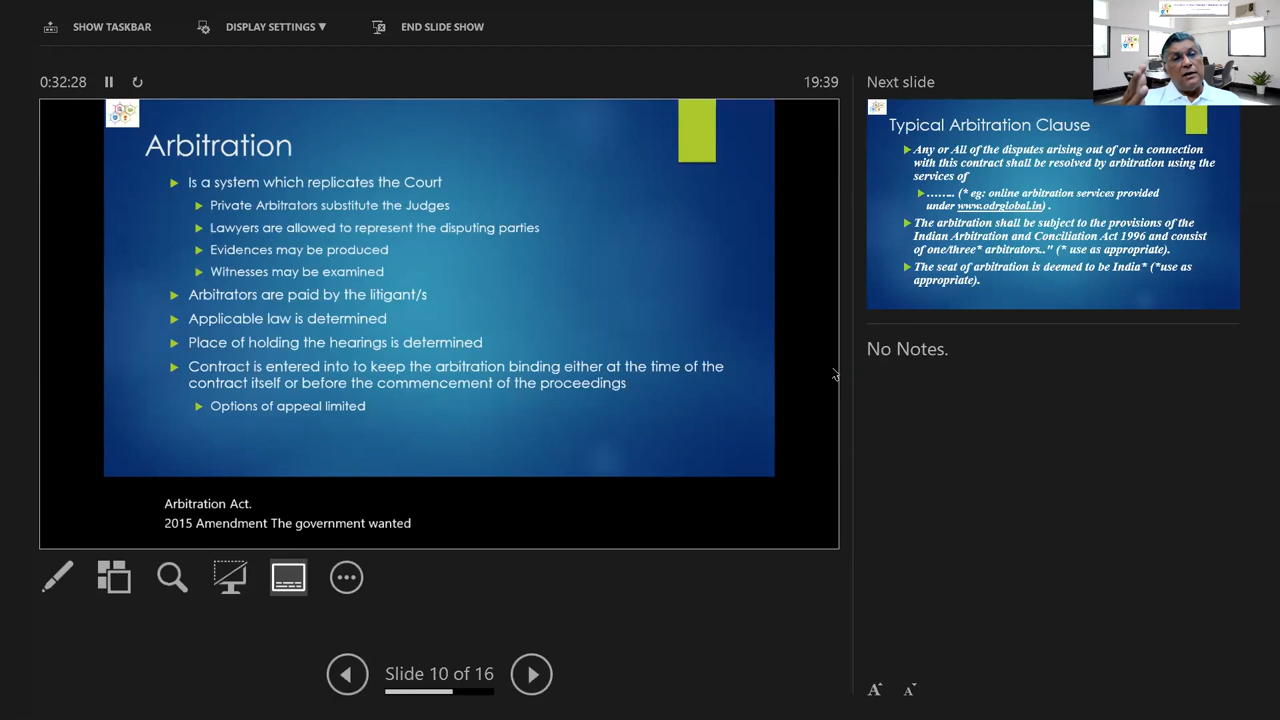 SHOW TASKBAR
DISPLAY SETTINGS ▼
END SLIDE SHOW
0:32:28
19:39
Arbitration
Is a system which replicates the Court
Private Arbitrators substitute the Judges
Lawyers are allowed to represent the disputing parties
Evidences may be produced
Witnesses may be examined
Arbitrators are paid by the litigant/s
Applicable law is determined
Place of holding the hearings is determined
Contract is entered into to keep the arbitration binding either at the time of the
contract itself or before the commencement of the proceedings
Options of appeal limited
Arbitration Act.
2015 Amendment The government wanted
Slide 10 of 16
Next slide
Typical Arbitration Clause
Any or All of the disputes arising out of or in connection
with this contract shall be resolved by arbitration using the
services of
…….. (* eg: online arbitration services provided
under www.odrglobal.in) .
The arbitration shall be subject to the provisions of the
Indian Arbitration and Conciliation Act 1996 and consist
of one/three* arbitrators.." (* use as appropriate).
The seat of arbitration is deemed to be India* (*use as
appropriate).
No Notes.
A A